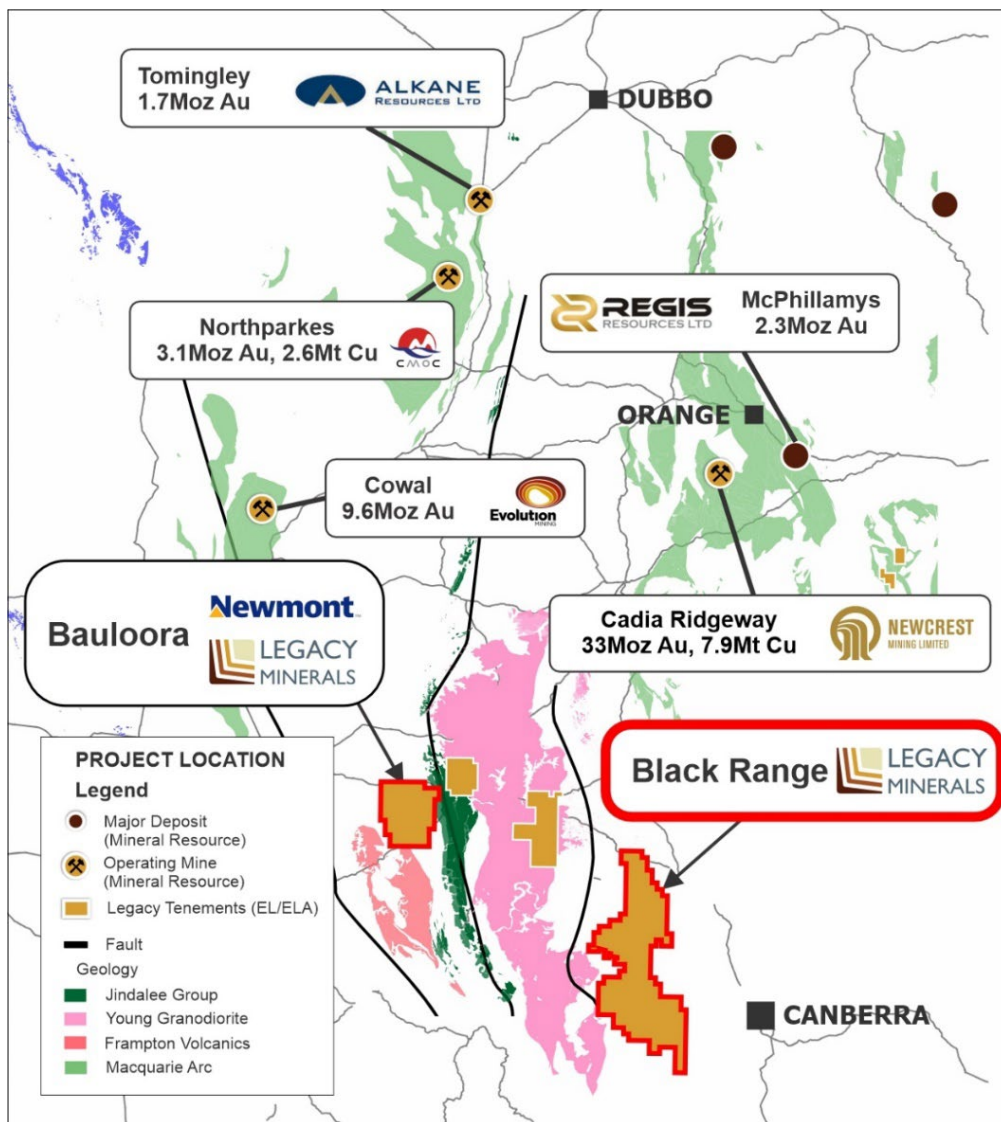 Tomingley
1.7Moz Au
ALKANE
RESOURCES LTD
DUBBO
Northparkes
3.1Moz Au, 2.6Mt Cu
CMOC
REGIS
RESOURCES LTD
McPhillamys
2.3Moz Au
ORANGE
Cowal
9.6Moz Au
Evolution
MINING
Bauloora
Newmont™
LEGACY
MINERALS
Cadia Ridgeway
33Moz Au, 7.9Mt Cu
NEWCREST
MINING LIMITED
Black Range
LEGACY
MINERALS
PROJECT LOCATION
Legend
Major Deposit
(Mineral Resource)
Operating Mine
(Mineral Resource)
Legacy Tenements (EL/ELA)
Fault
Geology
Jindalee Group
Young Granodiorite
Frampton Volcanics
Macquarie Arc
CANBERRA